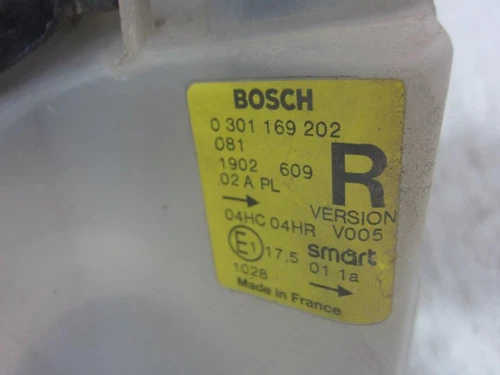 BOSCH
0 301 169 202
081
1902 609
02 A PL
R
VERSION
04HC 04HR V005
E1 17,5 smart
1028 01 1a
Made in France